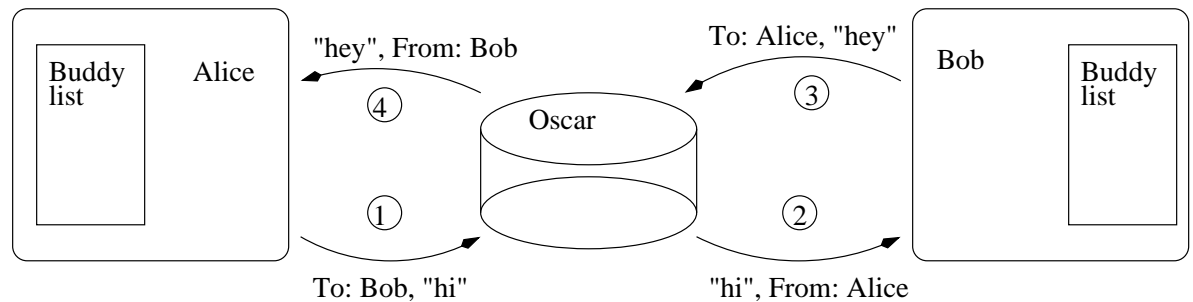 "hey", From: Bob
To: Alice, "hey"
Buddy
list
Alice
Bob
Buddy
list
4
3
Oscar
1
2
To: Bob, "hi"
"hi", From: Alice